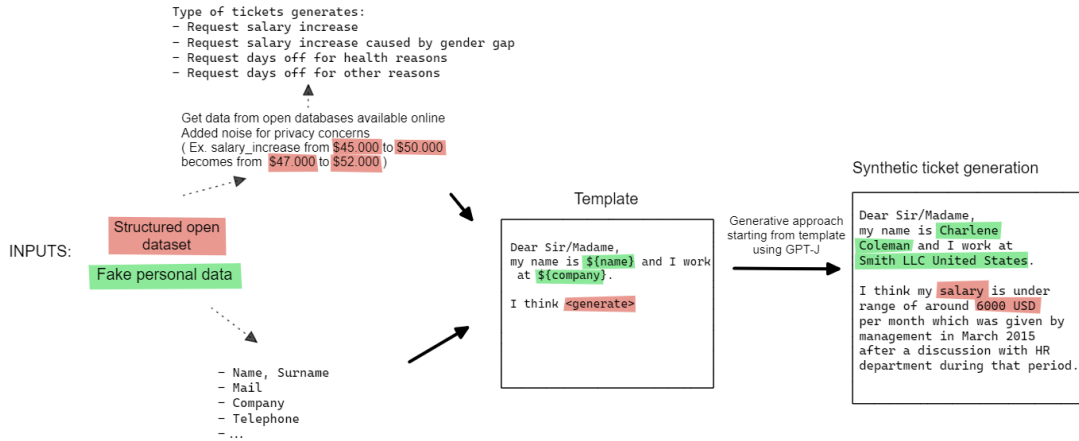 Type of tickets generates:
- Request salary increase
- Request salary increase caused by gender gap
- Request days off for health reasons
- Request days off for other reasons
Get data from open databases available online
Added noise for privacy concerns
( Ex. salary_increase from $45.000 to $50.000
becomes from $47.000 to $52.000 )
INPUTS:
Structured open
dataset
Fake personal data
- Name, Surname
- Mail
- Company
- Telephone
- ...
Template
Dear Sir/Madame,
my name is ${name} and I work
at ${company}.
I think <generate>
Generative approach
starting from template
using GPT-J
Synthetic ticket generation
Dear Sir/Madame,
my name is Charlene
Coleman and I work at
Smith LLC United States.
I think my salary is under
range of around 6000 USD
per month which was given by
management in March 2015
after a discussion with HR
department during that period.